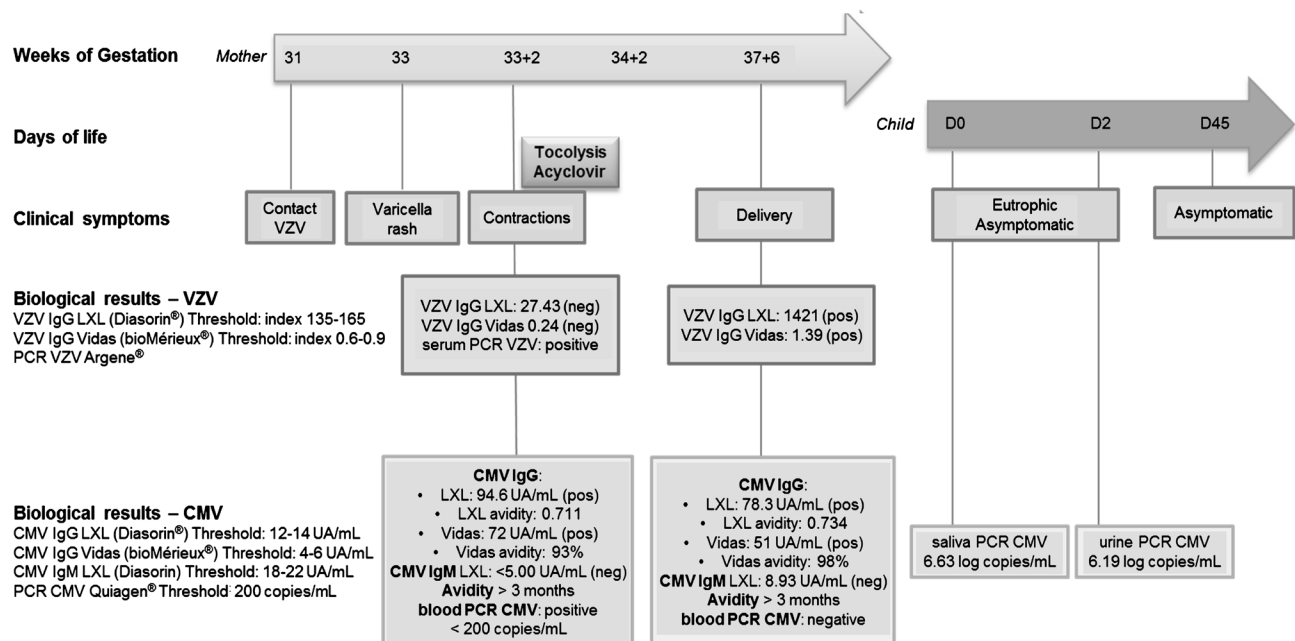 Weeks of Gestation
Mother
31
33
33+2
34+2
37+6
Child
D0
D2
D45
Days of life
Tocolysis
Acyclovir
Clinical symptoms
Contact
VZV
Varicella
rash
Contractions
Delivery
Eutrophic
Asymptomatic
Asymptomatic
Biological results – VZV
VZV IgG LXL (Diasorin®) Threshold: index 135-165
VZV IgG Vidas (bioMérieux®) Threshold: index 0.6-0.9
PCR VZV Argene®
VZV IgG LXL: 27.43 (neg)
VZV IgG Vidas 0.24 (neg)
serum PCR VZV: positive
VZV IgG LXL: 1421 (pos)
VZV IgG Vidas: 1.39 (pos)
Biological results – CMV
CMV IgG LXL (Diasorin®) Threshold: 12-14 UA/mL
CMV IgG Vidas (bioMérieux®) Threshold: 4-6 UA/mL
CMV IgM LXL (Diasorin) Threshold: 18-22 UA/mL
PCR CMV Quiagen® Threshold: 200 copies/mL
CMV IgG:
• LXL: 94.6 UA/mL (pos)
• LXL avidity: 0.711
• Vidas: 72 UA/mL (pos)
• Vidas avidity: 93%
CMV IgM LXL: <5.00 UA/mL (neg)
Avidity > 3 months
blood PCR CMV: positive
< 200 copies/mL
CMV IgG:
• LXL: 78.3 UA/mL (pos)
• LXL avidity: 0.734
• Vidas: 51 UA/mL (pos)
• Vidas avidity: 98%
CMV IgM LXL: 8.93 UA/mL (neg)
Avidity > 3 months
blood PCR CMV: negative
saliva PCR CMV
6.63 log copies/mL
urine PCR CMV
6.19 log copies/mL